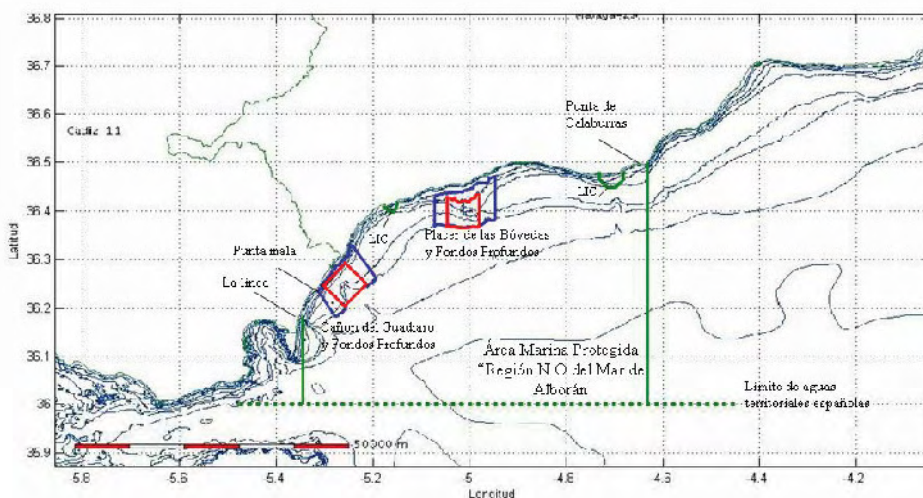 36.8
36.7
36.6
36.5
36.4
36.3
36.2
36.1
36
35.9
Latitud
Punta de
Calaburras
LIC
LIC
Placer de las Bóvedas
y Fondos Profundos
Punta mala
La línea
Cañon del Guadiaro
y Fondos Profundos
Área Marina Protegida
"Región N.O. del Mar de
Alborán
Límite de aguas
territoriales españolas
50000 m
5.8
5.6
5.4
5.2
5
4.8
4.6
4.4
4.2
Longitud